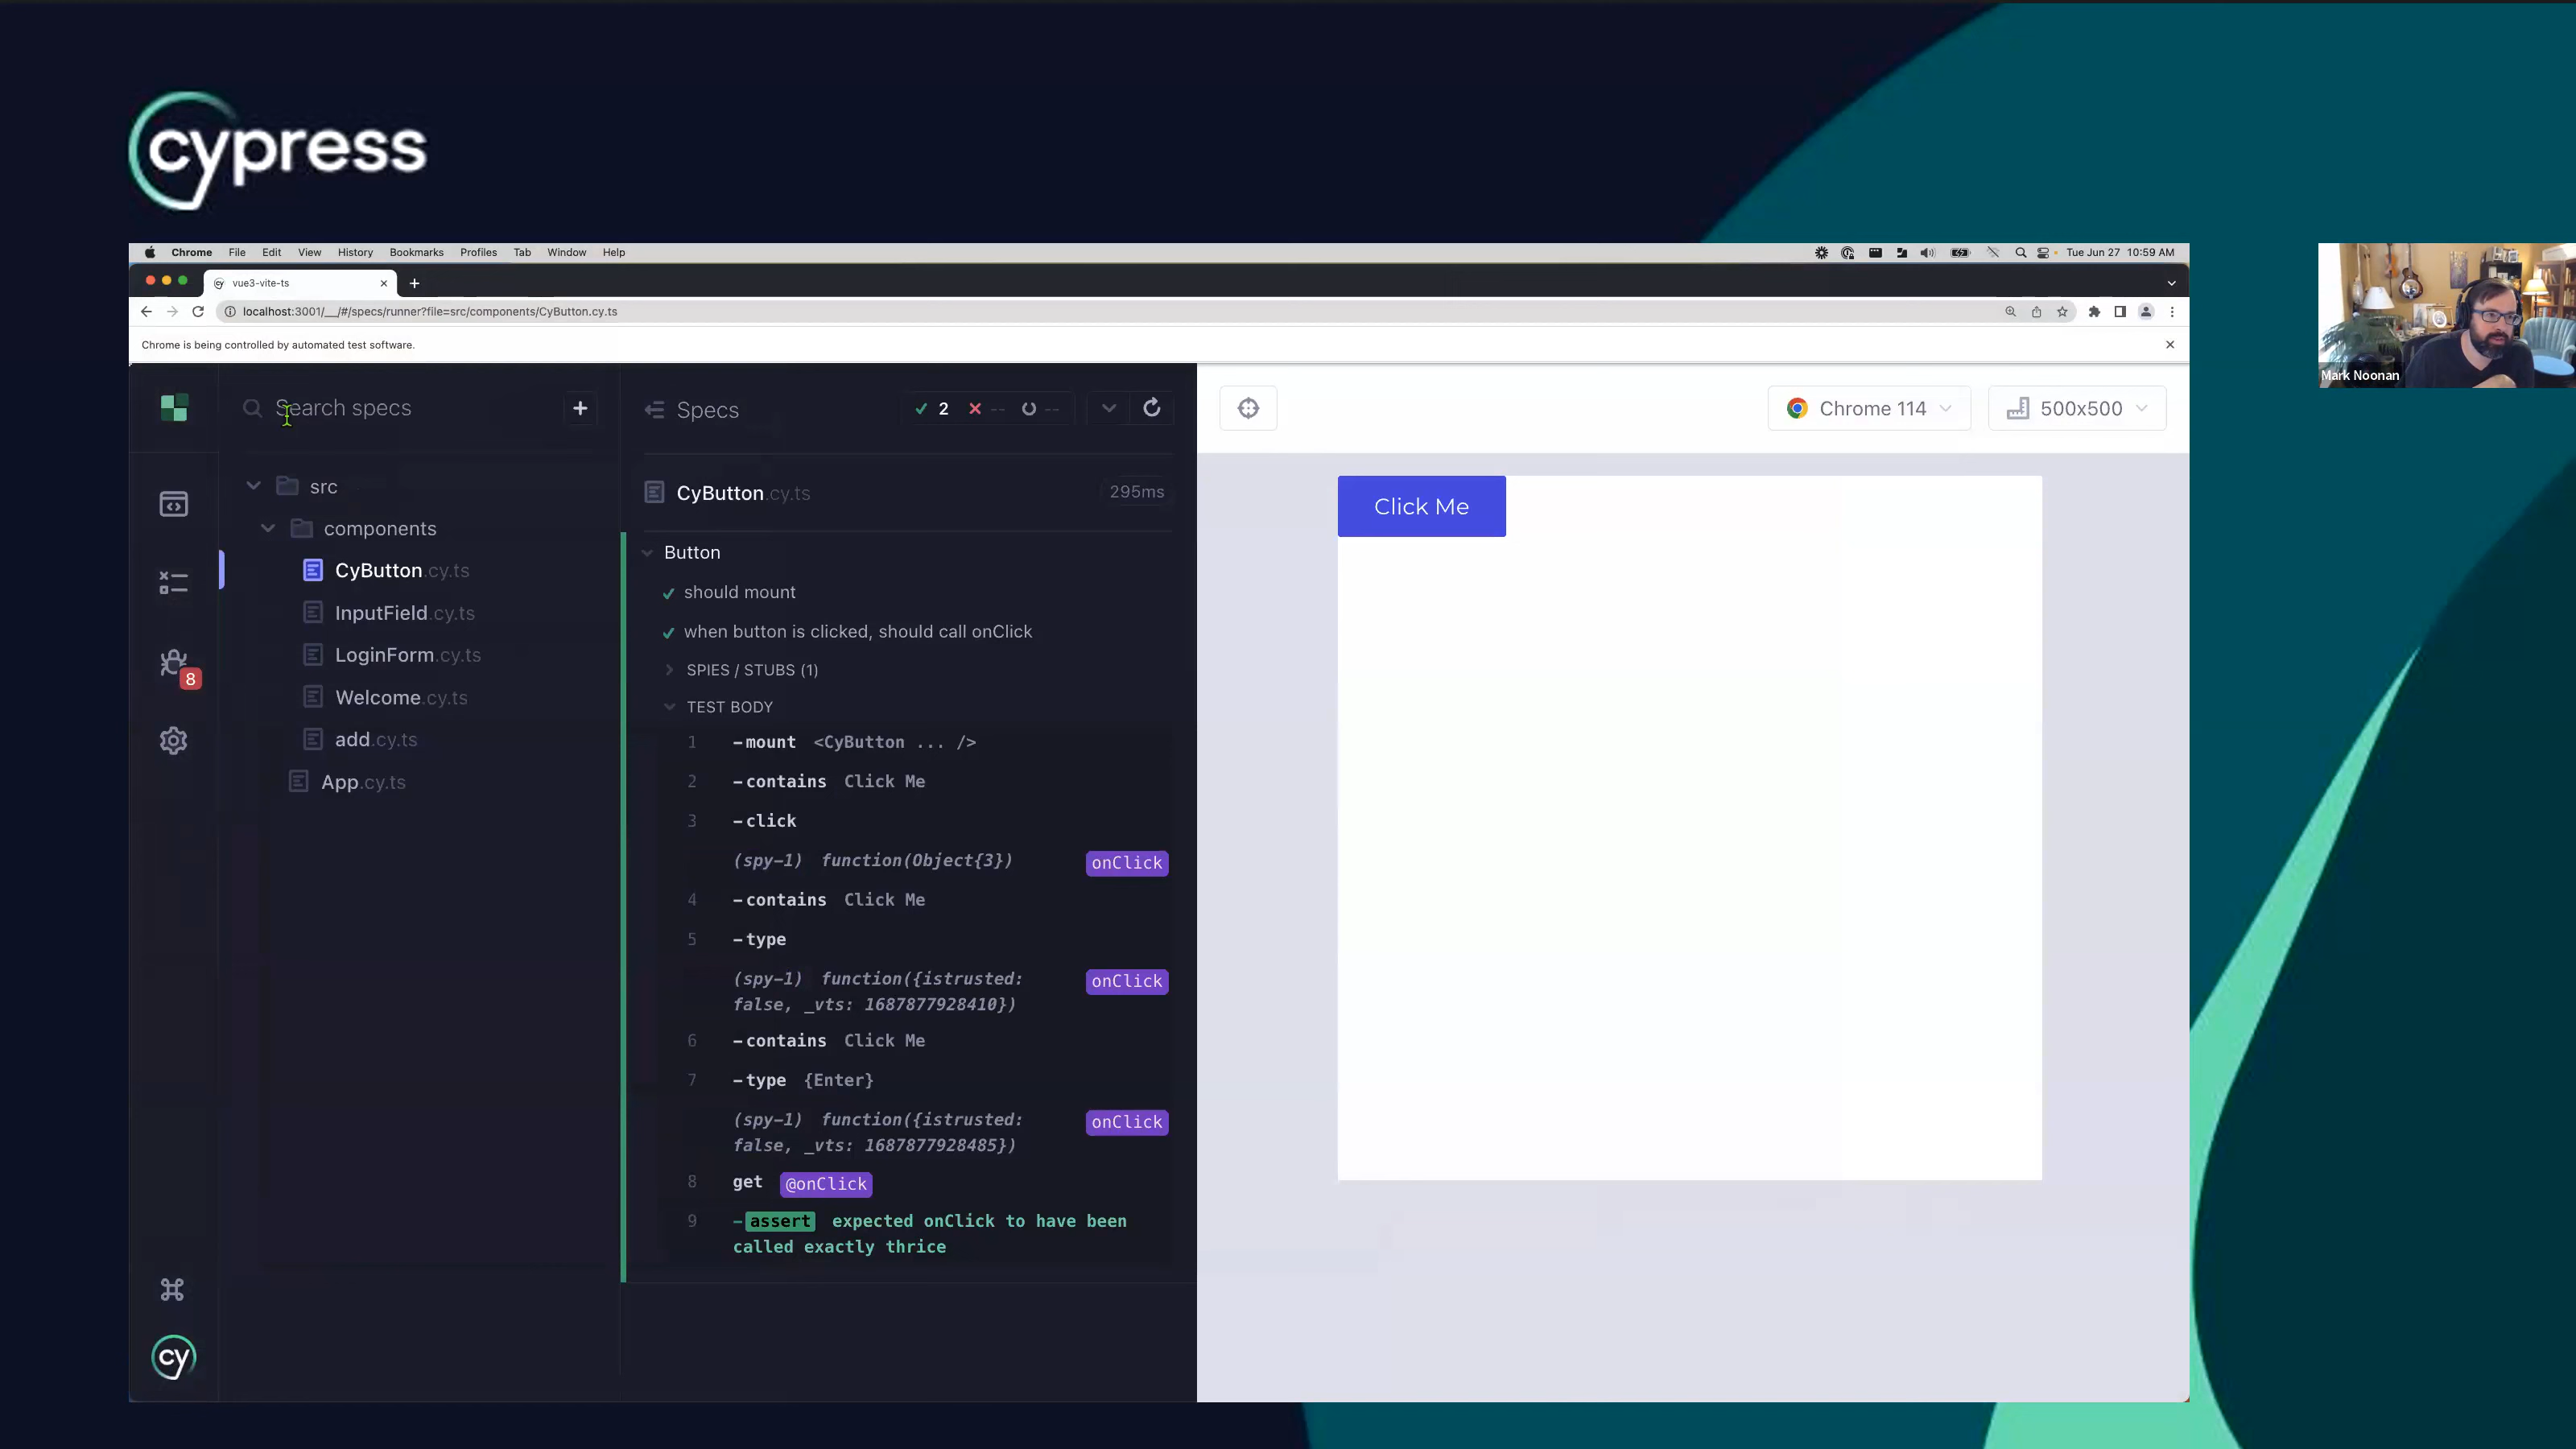 cypress
Chrome File Edit View History Bookmarks Profiles Tab Window Help
Tue Jun 27 10:59 AM
vue3-vite-ts
localhost:3001/__/#/specs/runner?file=src/components/CyButton.cy.ts
Chrome is being controlled by automated test software.
Mark Noonan
Search specs
src
components
CyButton.cy.ts
InputField.cy.ts
LoginForm.cy.ts
Welcome.cy.ts
add.cy.ts
App.cy.ts
8
cy
Specs
2 -- --
CyButton.cy.ts 295ms
Button
should mount
when button is clicked, should call onClick
SPIES / STUBS (1)
TEST BODY
1 -mount <CyButton ... />
2 -contains Click Me
3 -click
(spy-1) function(Object{3}) onClick
4 -contains Click Me
5 -type
(spy-1) function({istrusted: onClick
false, _vts: 1687877928410})
6 -contains Click Me
7 -type {Enter}
(spy-1) function({istrusted: onClick
false, _vts: 1687877928485})
8 get @onClick
9 -assert expected onClick to have been
called exactly thrice
Chrome 114
500x500
Click Me